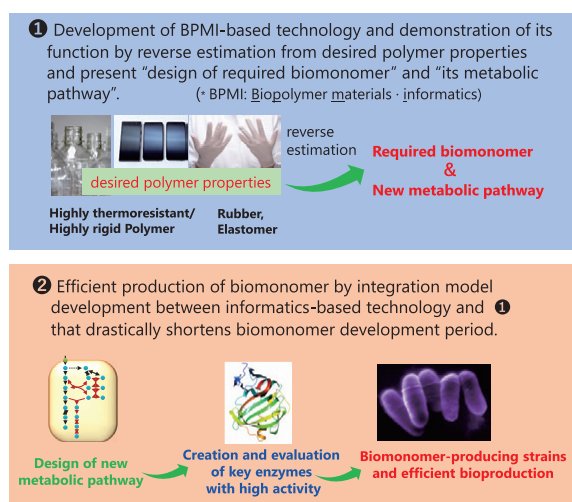 ❶ Development of BPMI-based technology and demonstration of its
function by reverse estimation from desired polymer properties
and present “design of required biomonomer” and “its metabolic
pathway”. (* BPMI: Biopolymer materials · informatics)
reverse
estimation
desired polymer properties
Required biomonomer
&
New metabolic pathway
Highly thermoresistant/
Highly rigid Polymer
Rubber,
Elastomer
❷ Efficient production of biomonomer by integration model
development between informatics-based technology and ❶
that drastically shortens biomonomer development period.
Design of new
metabolic pathway
Creation and evaluation
of key enzymes
with high activity
Biomonomer-producing strains
and efficient bioproduction